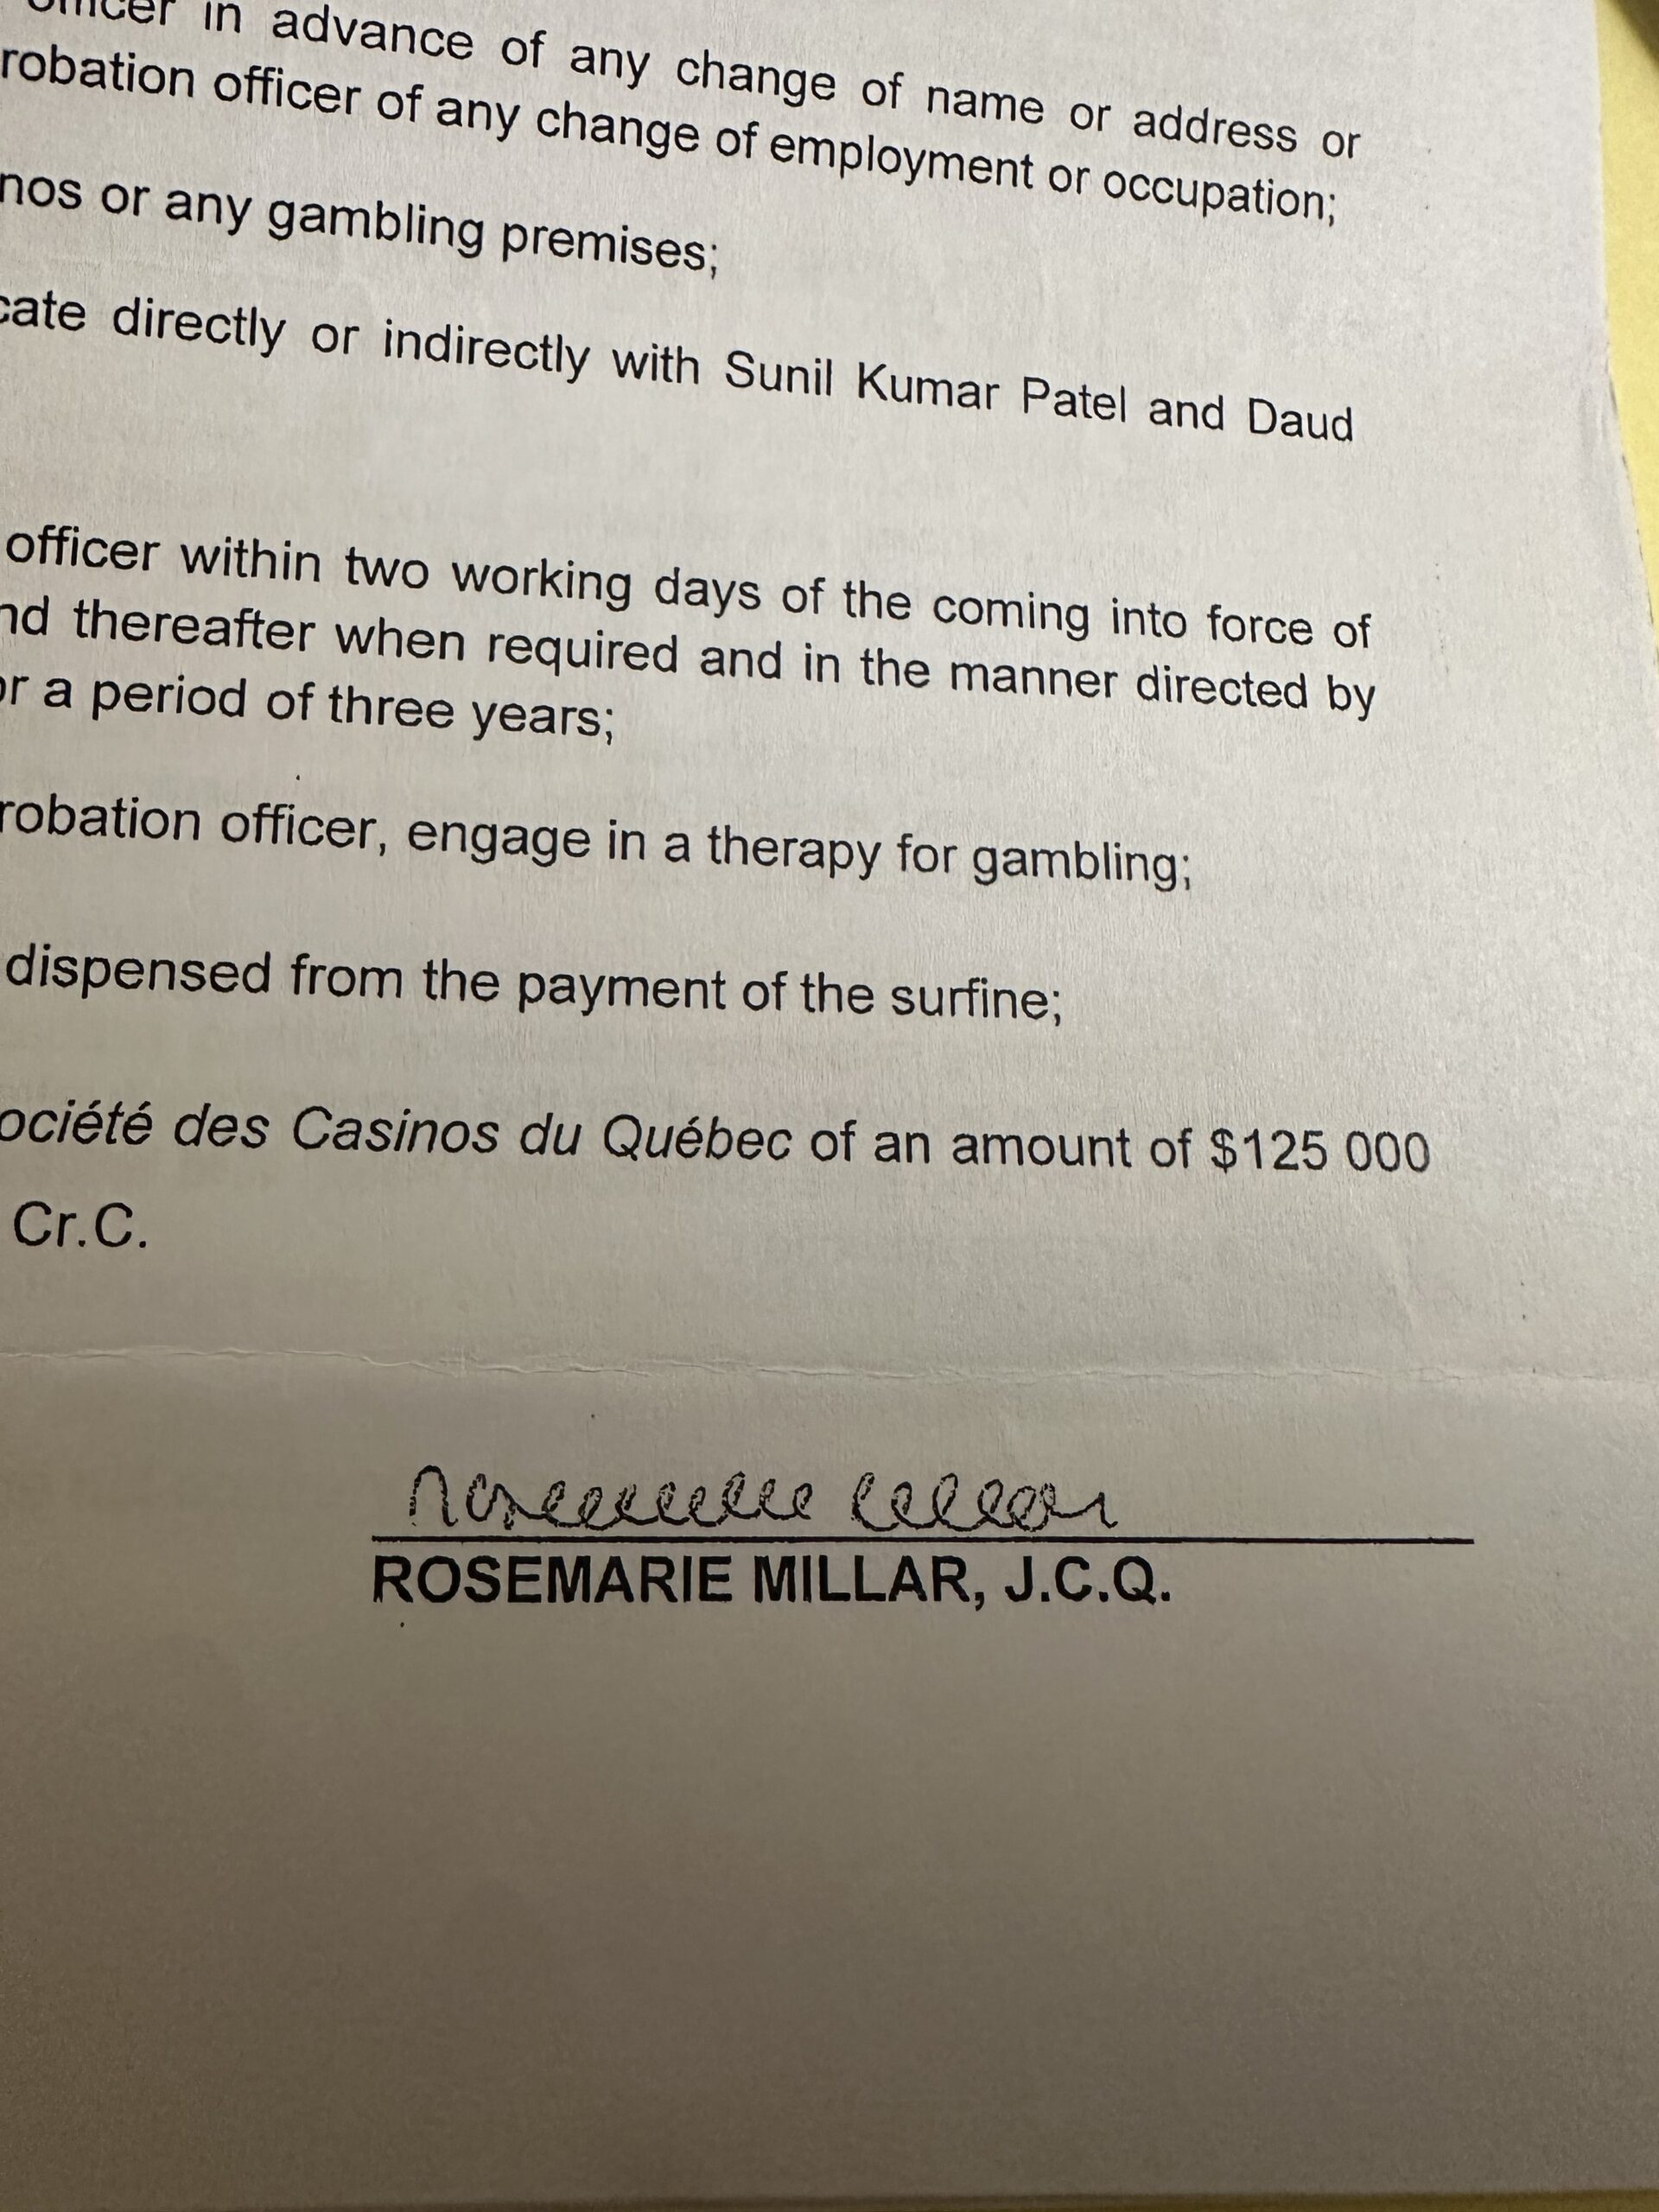 officer in advance of any change of name or address or
robation officer of any change of employment or occupation;
nos or any gambling premises;
cate directly or indirectly with Sunil Kumar Patel and Daud
officer within two working days of the coming into force of
nd thereafter when required and in the manner directed by
or a period of three years;
robation officer, engage in a therapy for gambling;
dispensed from the payment of the surfine;
ociété des Casinos du Québec of an amount of $125 000
Cr.C.
ROSEMARIE MILLAR, J.C.Q.